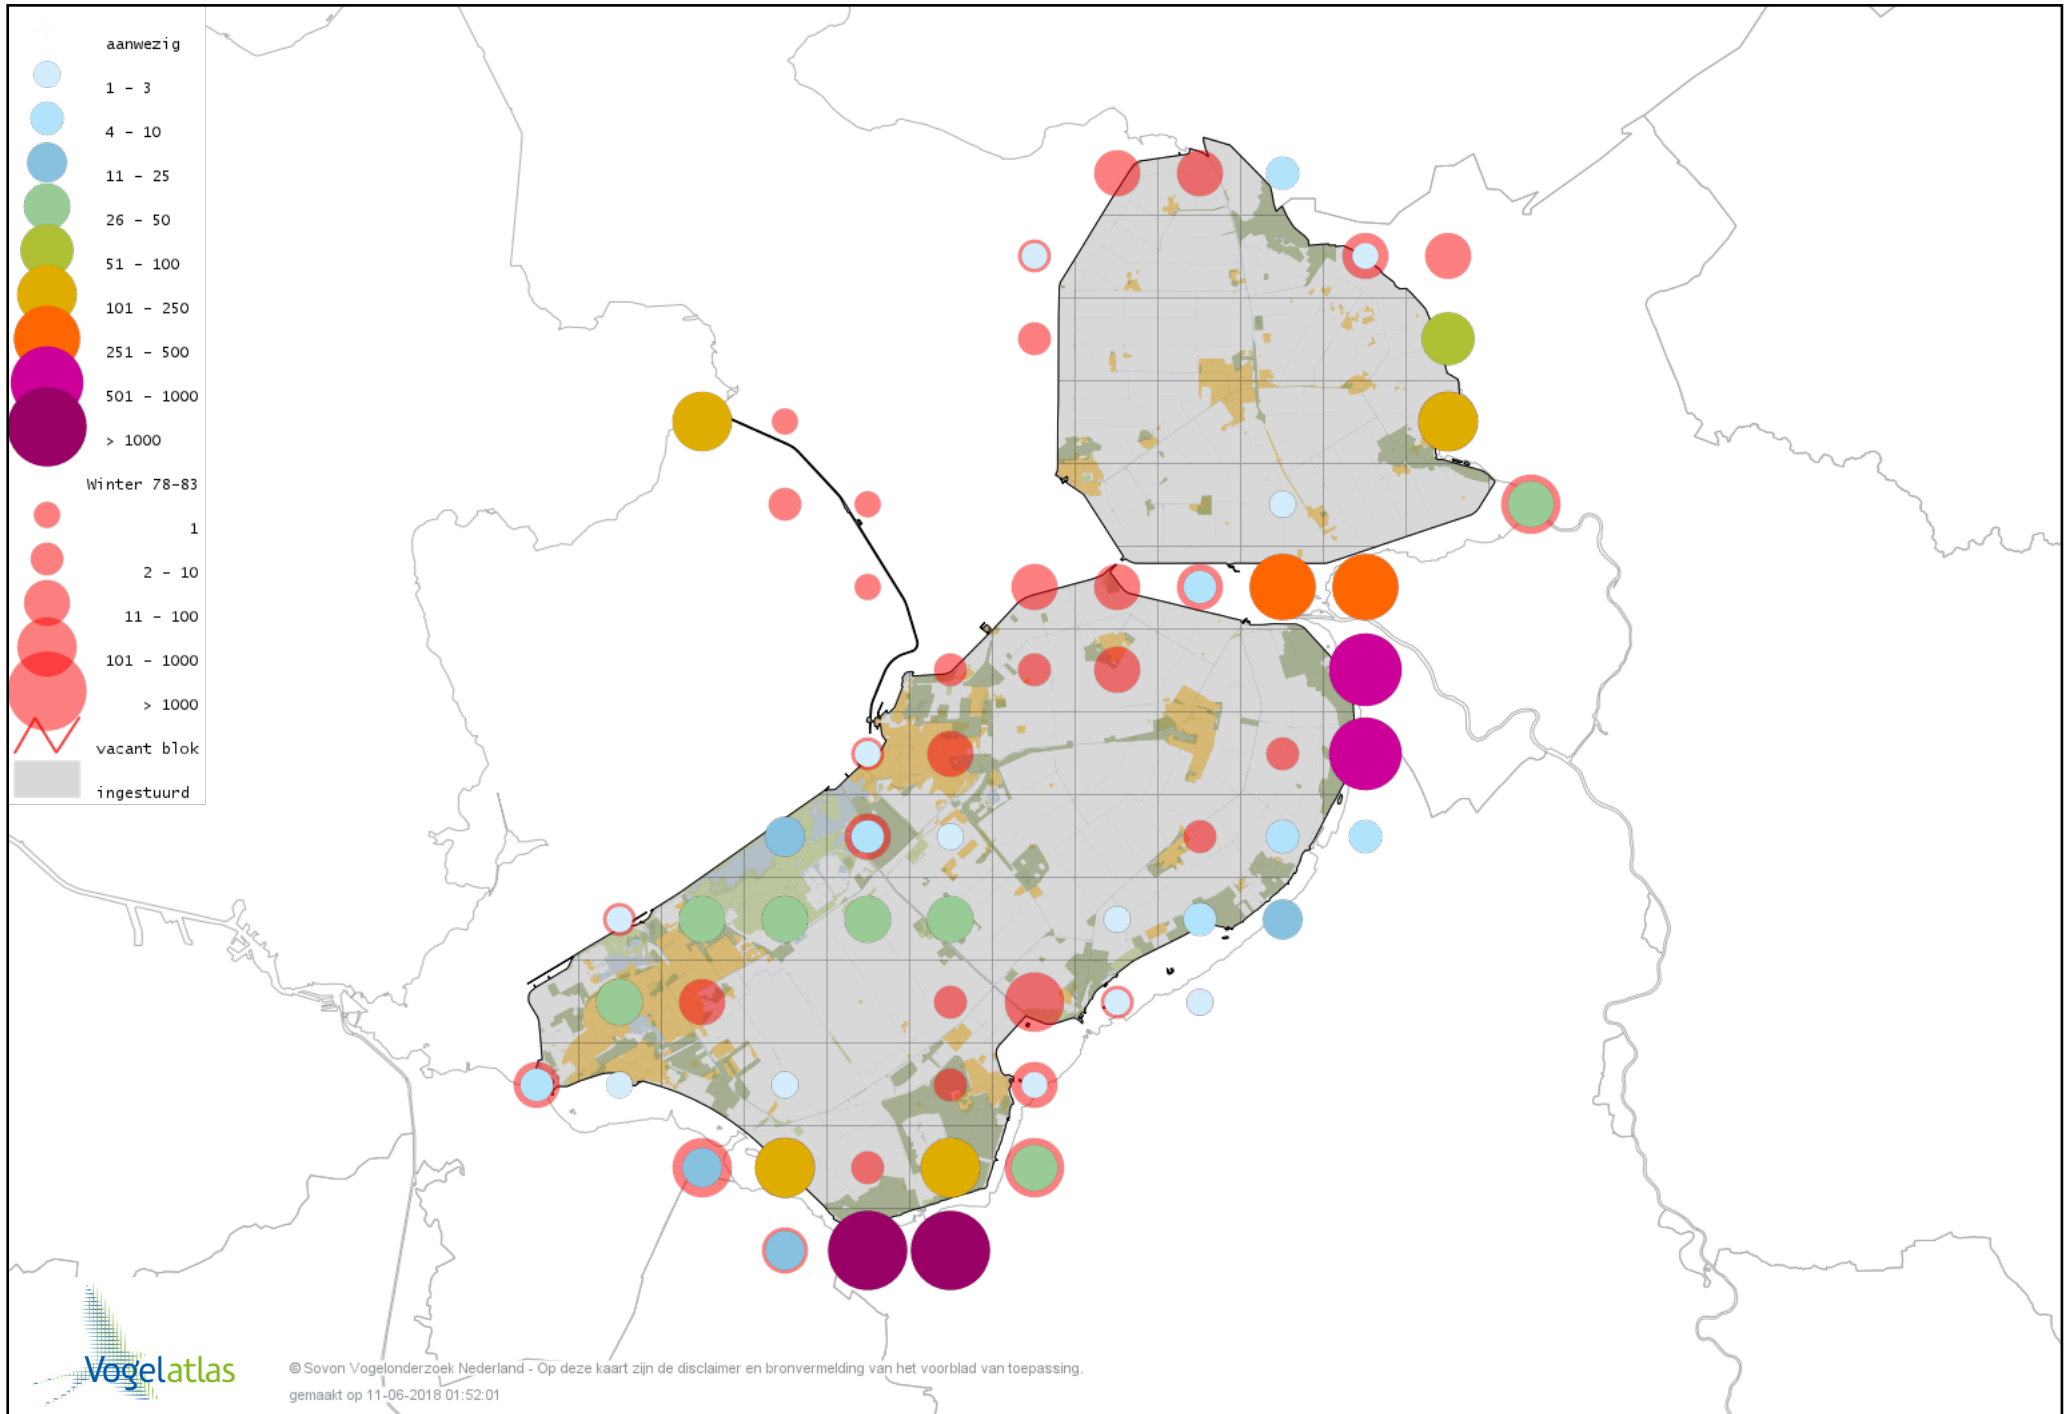 aanwezig
1 - 3
4 - 10
11 - 25
26 - 50
51 - 100
101 - 250
251 - 500
501 - 1000
> 1000
Winter 78-83
1
2 - 10
11 - 100
101 - 1000
> 1000
vacant blok
ingestuurd
Vogelatlas
© Sovon Vogelonderzoek Nederland - Op deze kaart zijn de disclaimer en bronvermelding van het voorblad van toepassing.
gemaakt op 11-06-2018 01:52:01